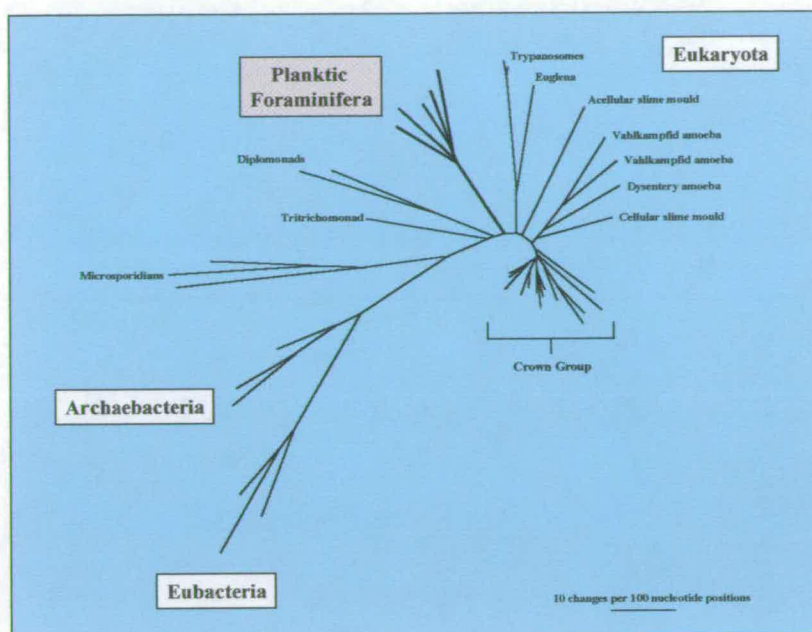 Planktic
Foraminifera
Trypanosomes
Euglena
Eukaryota
Acellular slime mould
Vahlkampfid amoeba
Vahlkampfid amoeba
Dysentery amoeba
Cellular slime mould
Diplomonads
Tritrichomonad
Microsporidians
Crown Group
Archaebacteria
Eubacteria
10 changes per 100 nucleotide positions